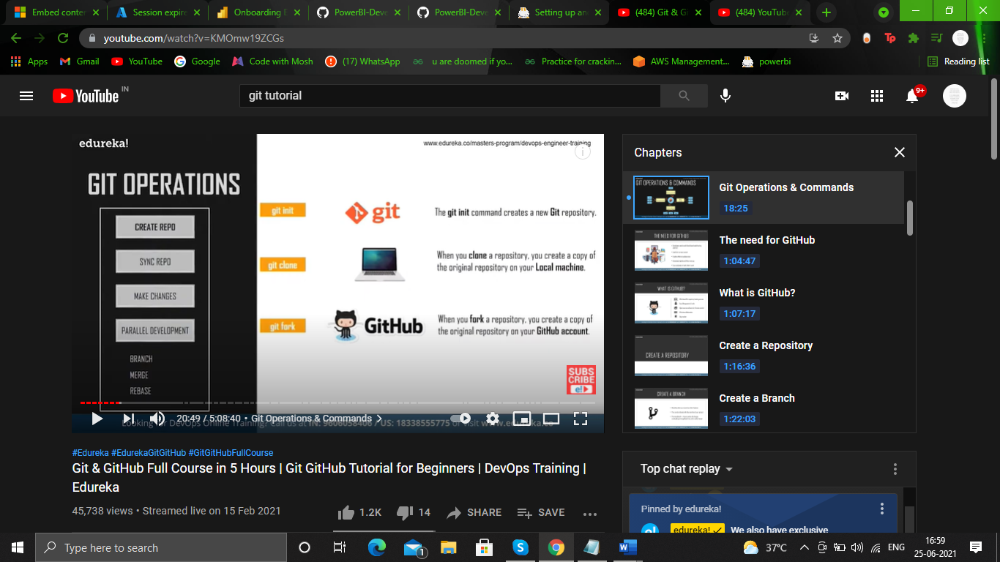 Embed conter
Session expire
Onboarding E
PowerBI-Deve
PowerBI-Deve
Setting up an
(484) Git & G
(484) YouTube
youtube.com/watch?v=KMOmw19ZCGs
Apps
Gmail
YouTube
Google
Code with Mosh
(17) WhatsApp
u are doomed if yo...
Practice for crackin...
AWS Management...
powerbi
Reading list
YouTube IN
git tutorial
9+
edureka!
www.edureka.co/masters-program/devops-engineer-training
GIT OPERATIONS
CREATE REPO
SYNC REPO
MAKE CHANGES
PARALLEL DEVELOPMENT
BRANCH
MERGE
REBASE
git init
git
The git init command creates a new Git repository.
git clone
When you clone a repository, you create a copy of
the original repository on your Local machine.
git fork
GitHub
When you fork a repository, you create a copy of
the original repository on your GitHub account.
SUBS
CRIBE
e!
20:49 / 5:08:40 • Git Operations & Commands
Looking for DevOps Online Training? Call us at IN: 9606058406 / US: 18338555775 or visit www.edureka.co
Chapters
GIT OPERATIONS & COMMANDS
Git Operations & Commands
18:25
THE NEED FOR GITHUB
The need for GitHub
1:04:47
WHAT IS GITHUB?
What is GitHub?
1:07:17
CREATE A REPOSITORY
Create a Repository
1:16:36
CREATE A BRANCH
Create a Branch
1:22:03
#Edureka #EdurekaGitGitHub #GitGitHubFullCourse
Git & GitHub Full Course in 5 Hours | Git GitHub Tutorial for Beginners | DevOps Training |
Edureka
45,738 views • Streamed live on 15 Feb 2021
1.2K
14
SHARE
SAVE
Top chat replay
Pinned by edureka!
e!
edureka!
We also have exclusive
Type here to search
1
37°C
ENG
16:59
25-06-2021